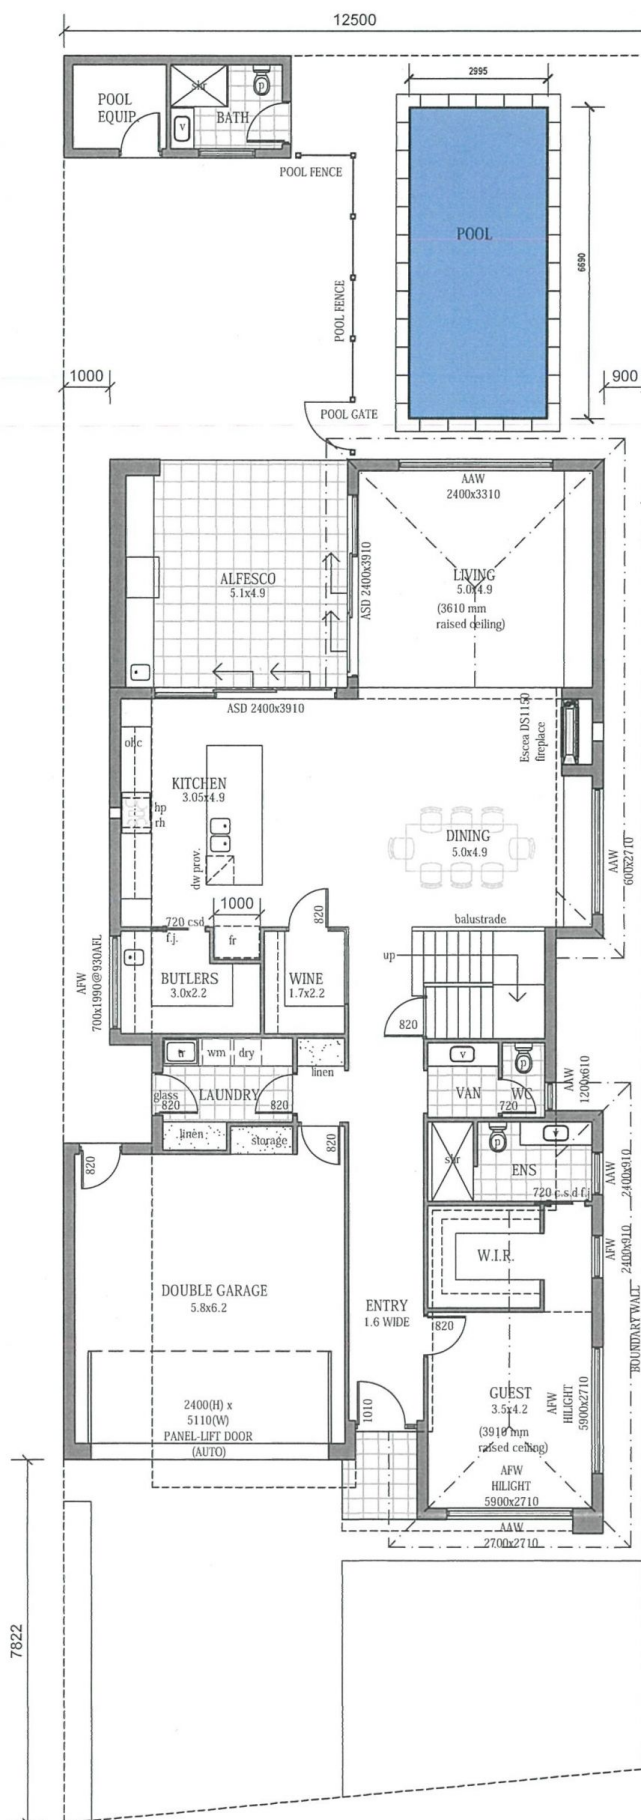 12500
2995
POOL
EQUIP.
shr
p
v
BATH
POOL FENCE
POOL
6690
POOL FENCE
1000
900
POOL GATE
AAW
2400x3310
ALFESCO
5.1x4.9
ASD 2400x3910
LIVING
5.0x4.9
(3610 mm
raised ceiling)
ASD 2400x3910
Escea DS1150
fireplace
ohc
KITCHEN
3.05x4.9
hp
rh
dw prov.
DINING
5.0x4.9
AAW
600x2710
1000
820
720 csd
f.j.
fr
balustrade
up
AFW
700x1990@930AFL
BUTLERS
3.0x2.2
WINE
1.7x2.2
820
tr
wm
dry
linen
v
p
glass
820
LAUNDRY
820
VAN
WC
720
AAW
1200x610
linen
storage
820
820
shr
p
ENS
720 c.s.d f.j.
AAW
2400x910
W.I.R.
AFW
2400x910
DOUBLE GARAGE
5.8x6.2
ENTRY
1.6 WIDE
820
BOUNDARY WALL
GUEST
3.5x4.2
AFW
HILIGHT
5900x2710
(3910 mm
raised ceiling)
1010
2400(H) x
5110(W)
PANEL-LIFT DOOR
(AUTO)
AFW
HILIGHT
5900x2710
AAW
2700x2710
7822